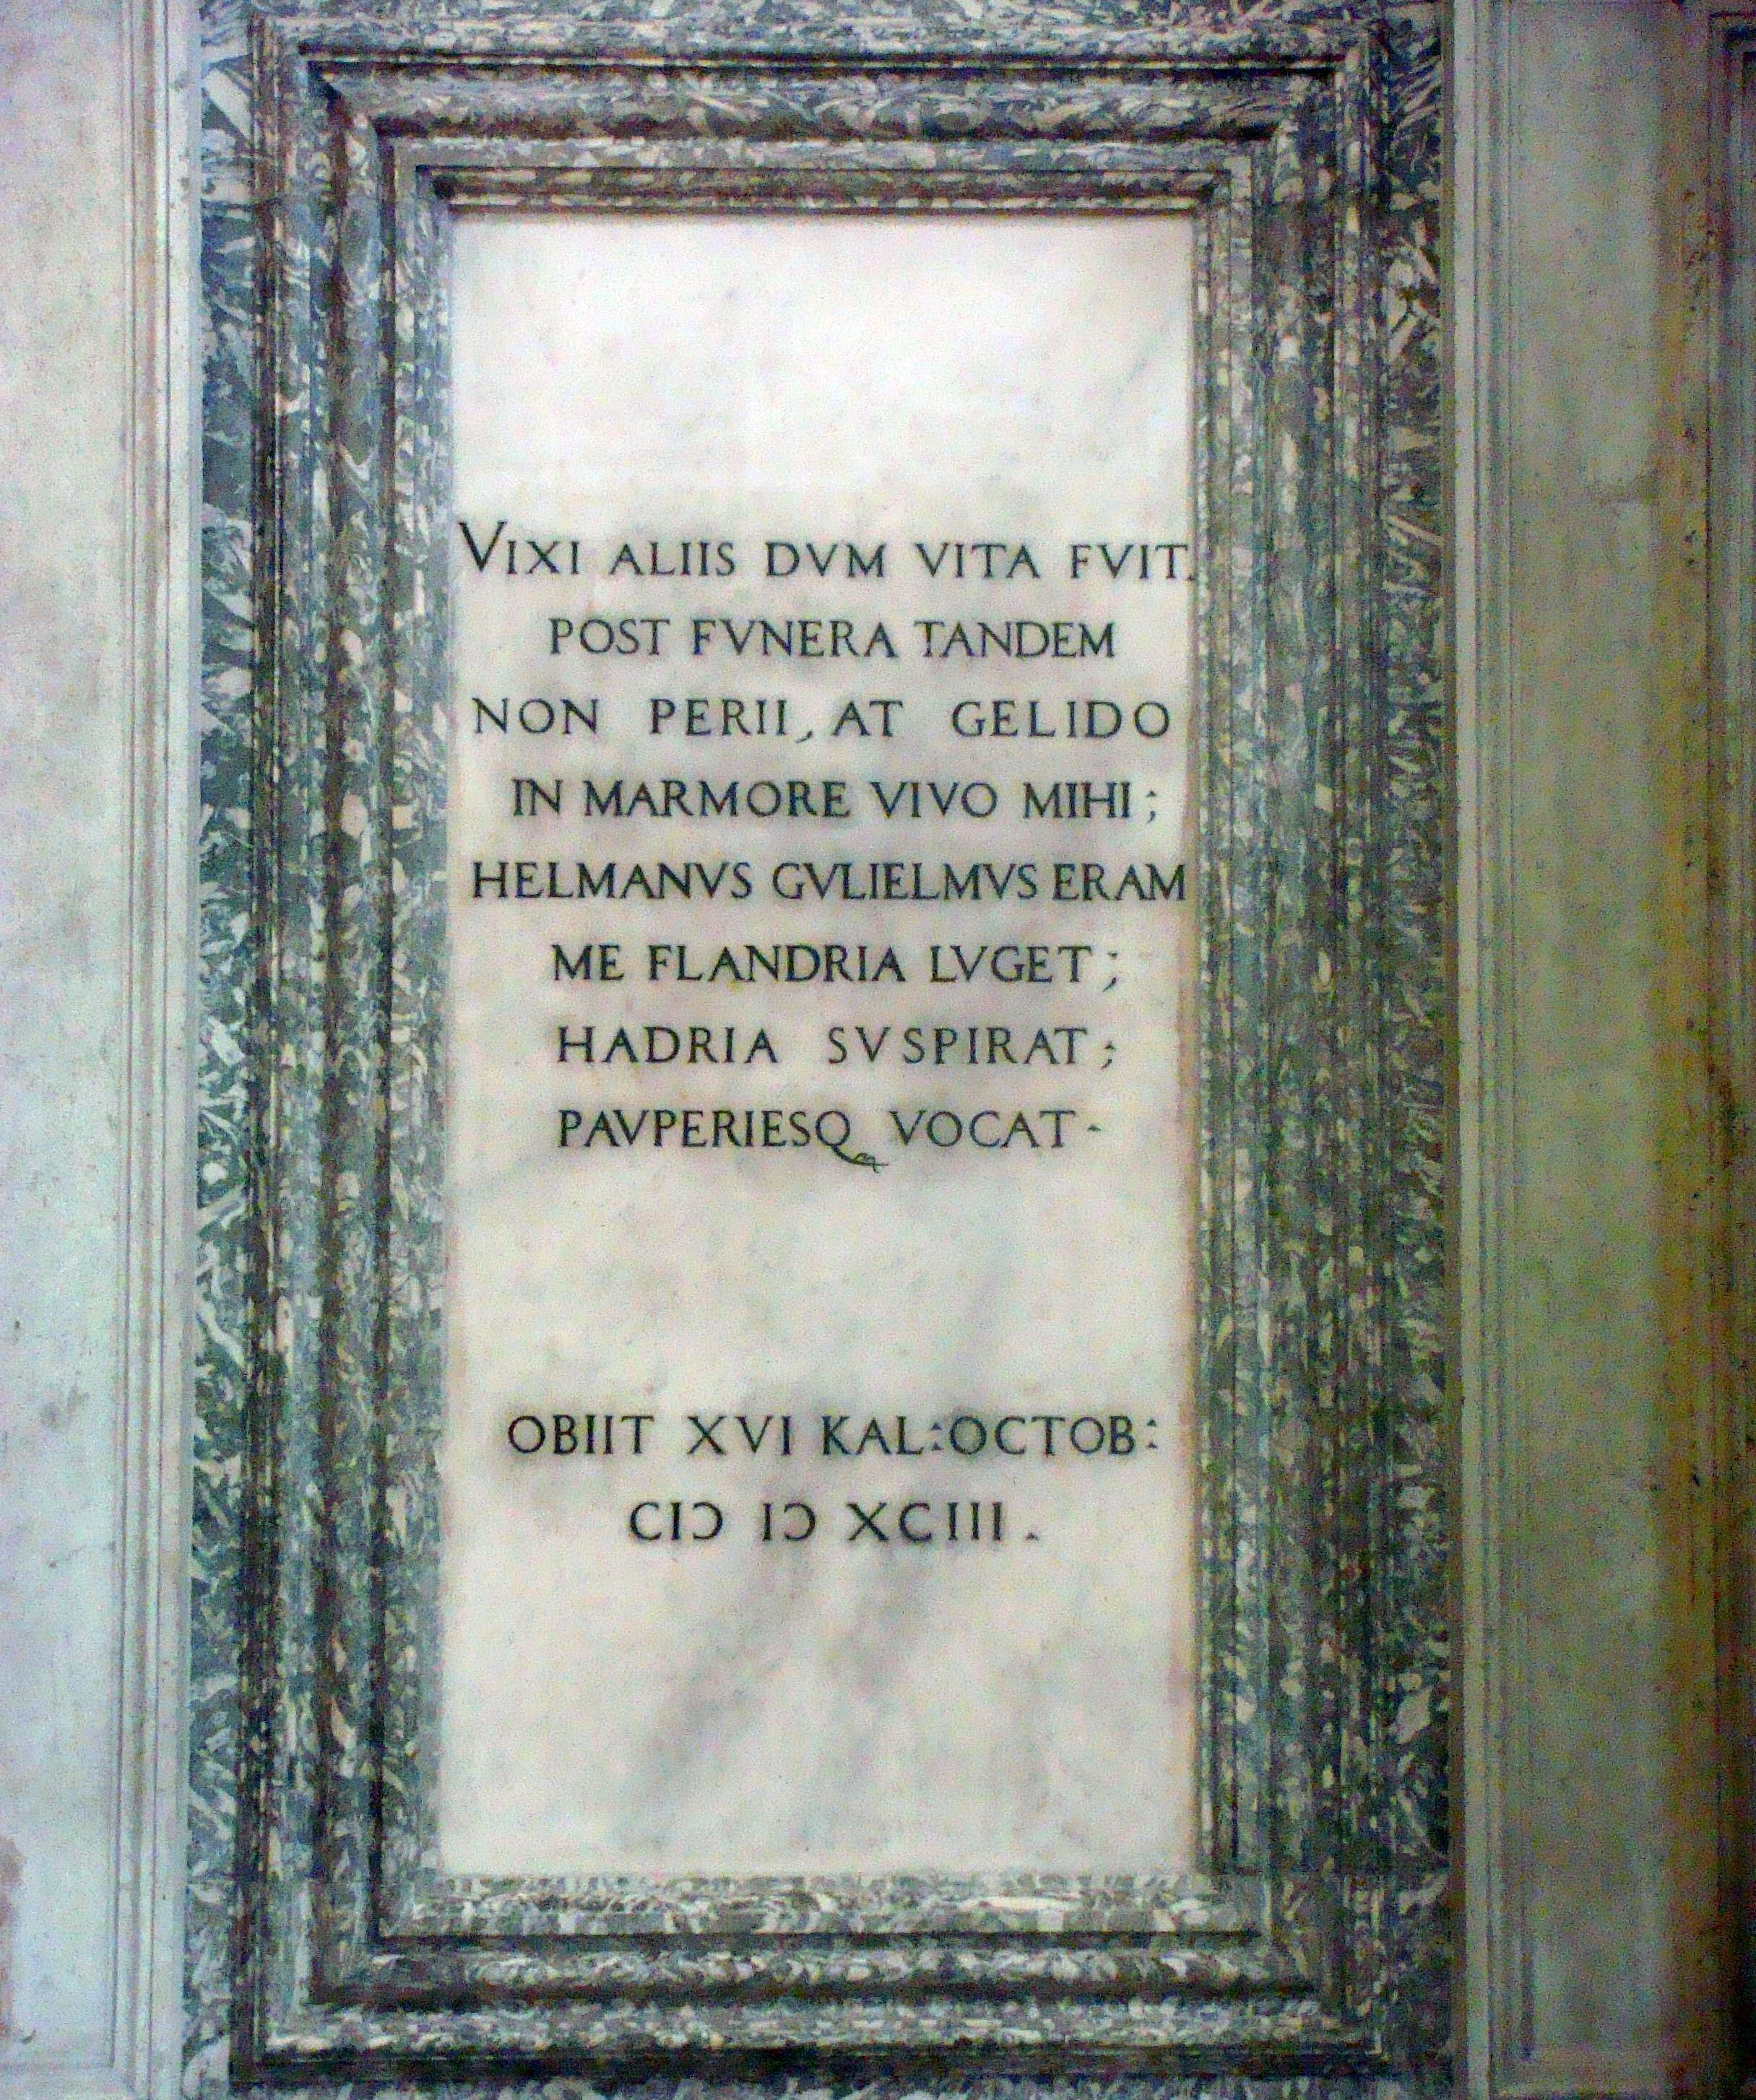 VIXI ALIIS DVM VITA FVIT.
POST FVNERA TANDEM
NON PERII, AT GELIDO
IN MARMORE VIVO MIHI;
HELMANVS GVLIELMVS ERAM
ME FLANDRIA LVGET;
HADRIA SVSPIRAT;
PAVPERIESQ VOCAT.
OBIIT XVI KAL:OCTOB:
CIↃ IↃ XCIII.